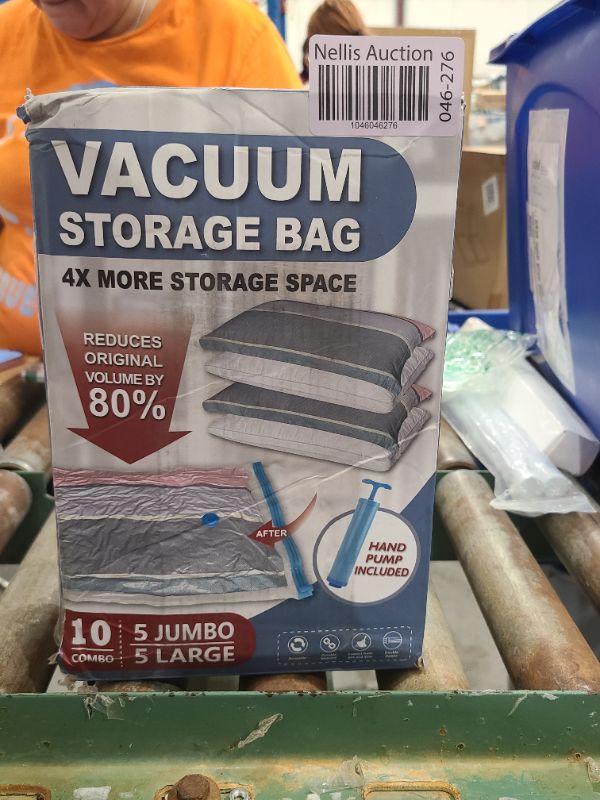 Nellis Auction
1046046276
046-276
VACUUM
STORAGE BAG
4X MORE STORAGE SPACE
REDUCES
ORIGINAL
VOLUME BY
80%
AFTER
HAND
PUMP
INCLUDED
10
COMBO
5 JUMBO
5 LARGE